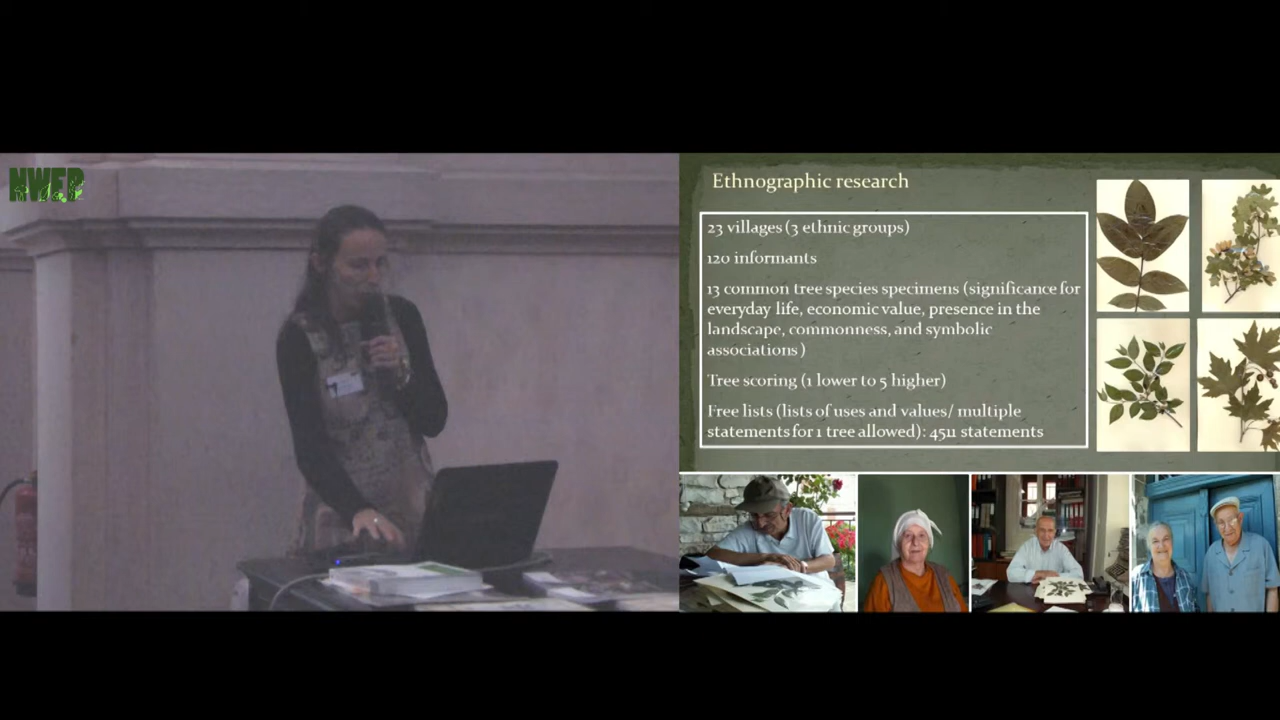 NWFP
Ethnographic research
23 villages (3 ethnic groups)
120 informants
13 common tree species specimens (significance for
everyday life, economic value, presence in the
landscape, commonness, and symbolic
associations )
Tree scoring (1 lower to 5 higher)
Free lists (lists of uses and values/ multiple
statements for 1 tree allowed): 4511 statements